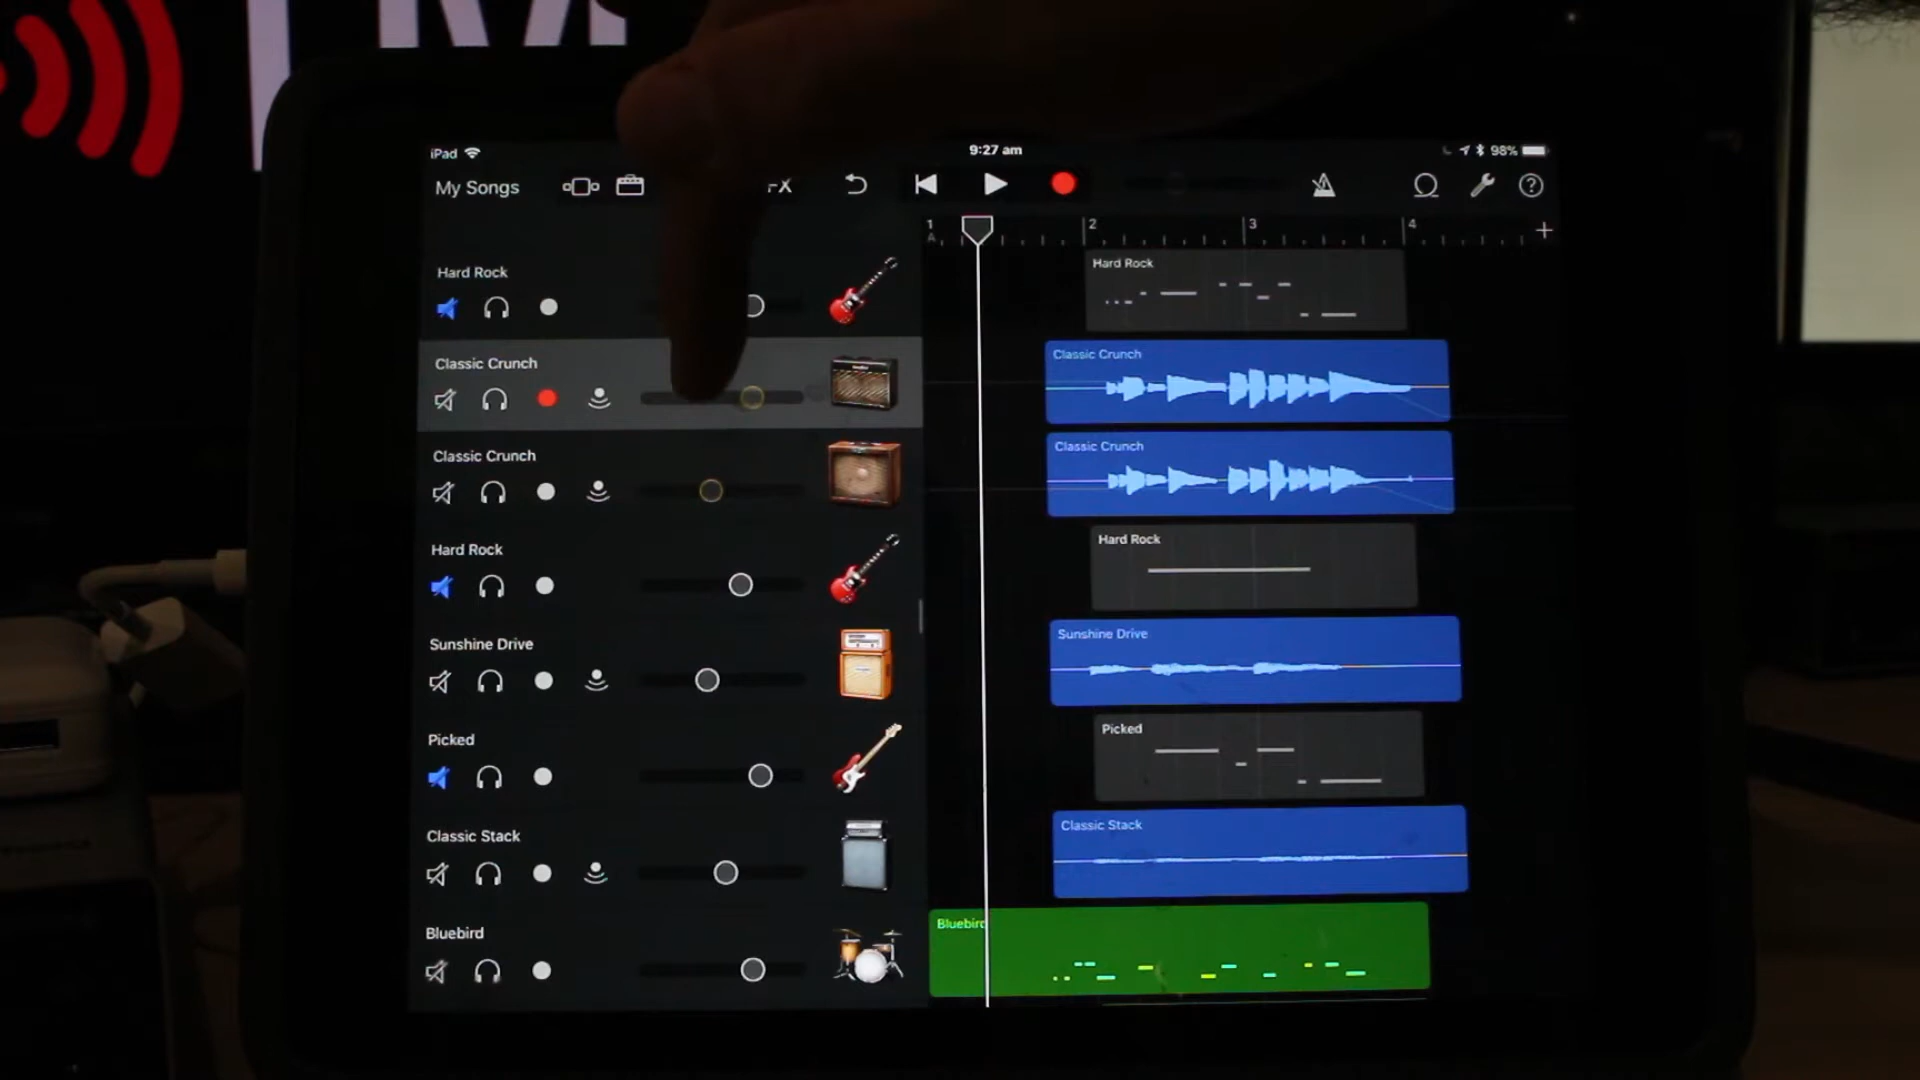 iPad
9:27 am
98%
My Songs
FX
1
2
3
4
A
Hard Rock
Hard Rock
Classic Crunch
Classic Crunch
Classic Crunch
Classic Crunch
Hard Rock
Hard Rock
Sunshine Drive
Sunshine Drive
Picked
Picked
Classic Stack
Classic Stack
Bluebird
Bluebird